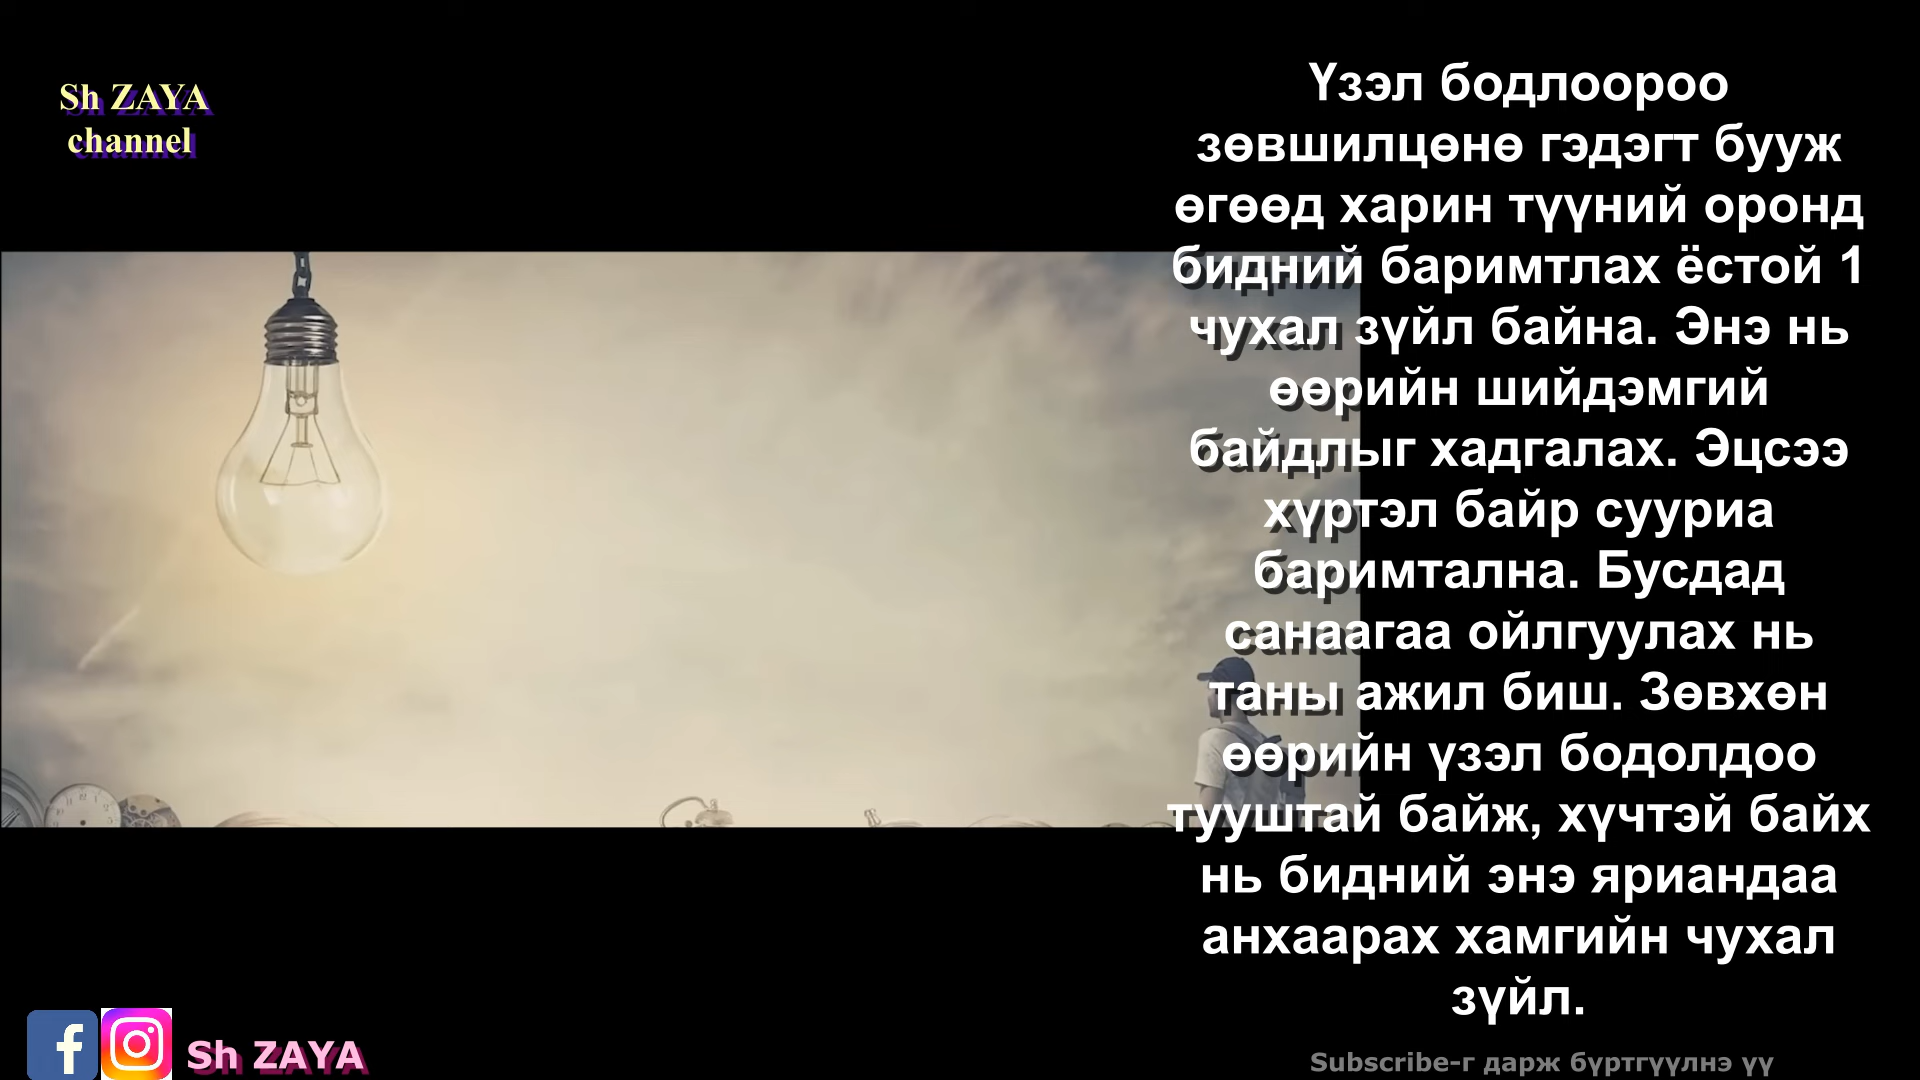 Sh ZAYA
channel
Үзэл бодлоороо
зөвшилцөнө гэдэгт бууж
өгөөд харин түүний оронд
бидний баримтлах ёстой 1
чухал зүйл байна. Энэ нь
өөрийн шийдэмгий
байдлыг хадгалах. Эцсээ
хүртэл байр сууриа
баримтална. Бусдад
санаагаа ойлгуулах нь
таны ажил биш. Зөвхөн
өөрийн үзэл бодолдоо
тууштай байж, хүчтэй байх
нь бидний энэ яриандаа
анхаарах хамгийн чухал
зүйл.
Sh ZAYA
Subscribe-г дарж бүртгүүлнэ үү